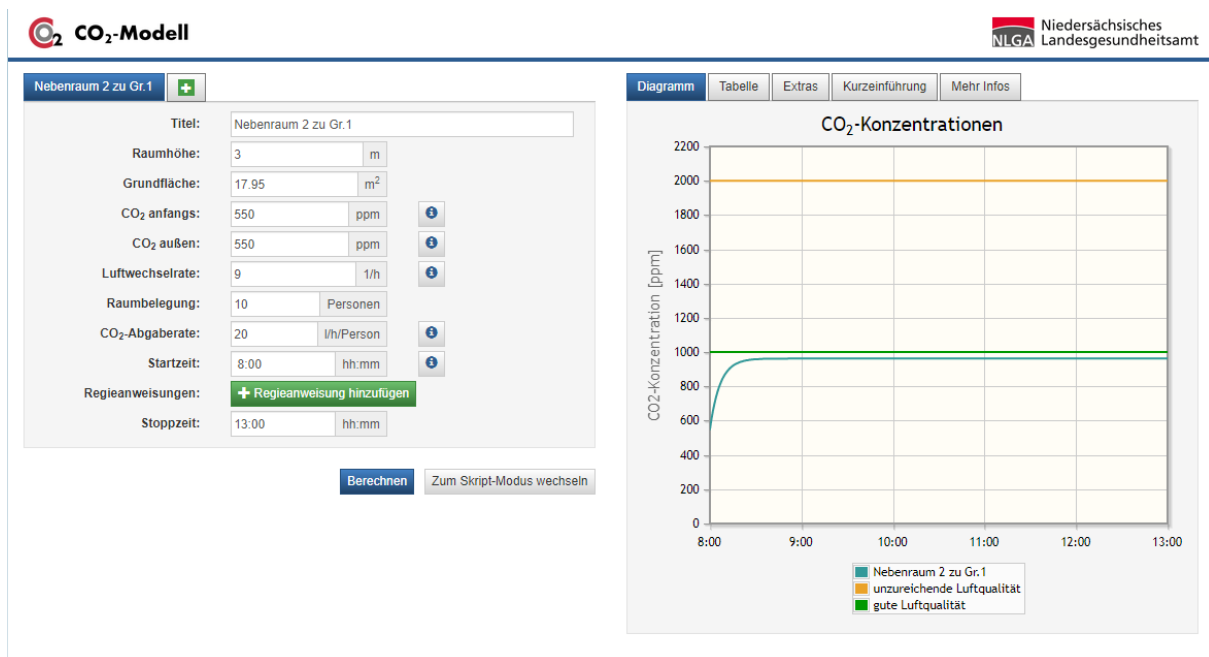 CO2 CO2-Modell
NLGA Niedersächsisches
Landesgesundheitsamt
Nebenraum 2 zu Gr.1
Titel: Nebenraum 2 zu Gr.1
Raumhöhe: 3 m
Grundfläche: 17.95 m2
CO2 anfangs: 550 ppm
CO2 außen: 550 ppm
Luftwechselrate: 9 1/h
Raumbelegung: 10 Personen
CO2-Abgaberate: 20 l/h/Person
Startzeit: 8:00 hh:mm
Regieanweisungen: Regieanweisung hinzufügen
Stoppzeit: 13:00 hh:mm
Berechnen Zum Skript-Modus wechseln
Diagramm Tabelle Extras Kurzeinführung Mehr Infos
CO2-Konzentrationen
CO2-Konzentration [ppm]
2200
2000
1800
1600
1400
1200
1000
800
600
400
200
0
8:00 9:00 10:00 11:00 12:00 13:00
Nebenraum 2 zu Gr.1
unzureichende Luftqualität
gute Luftqualität